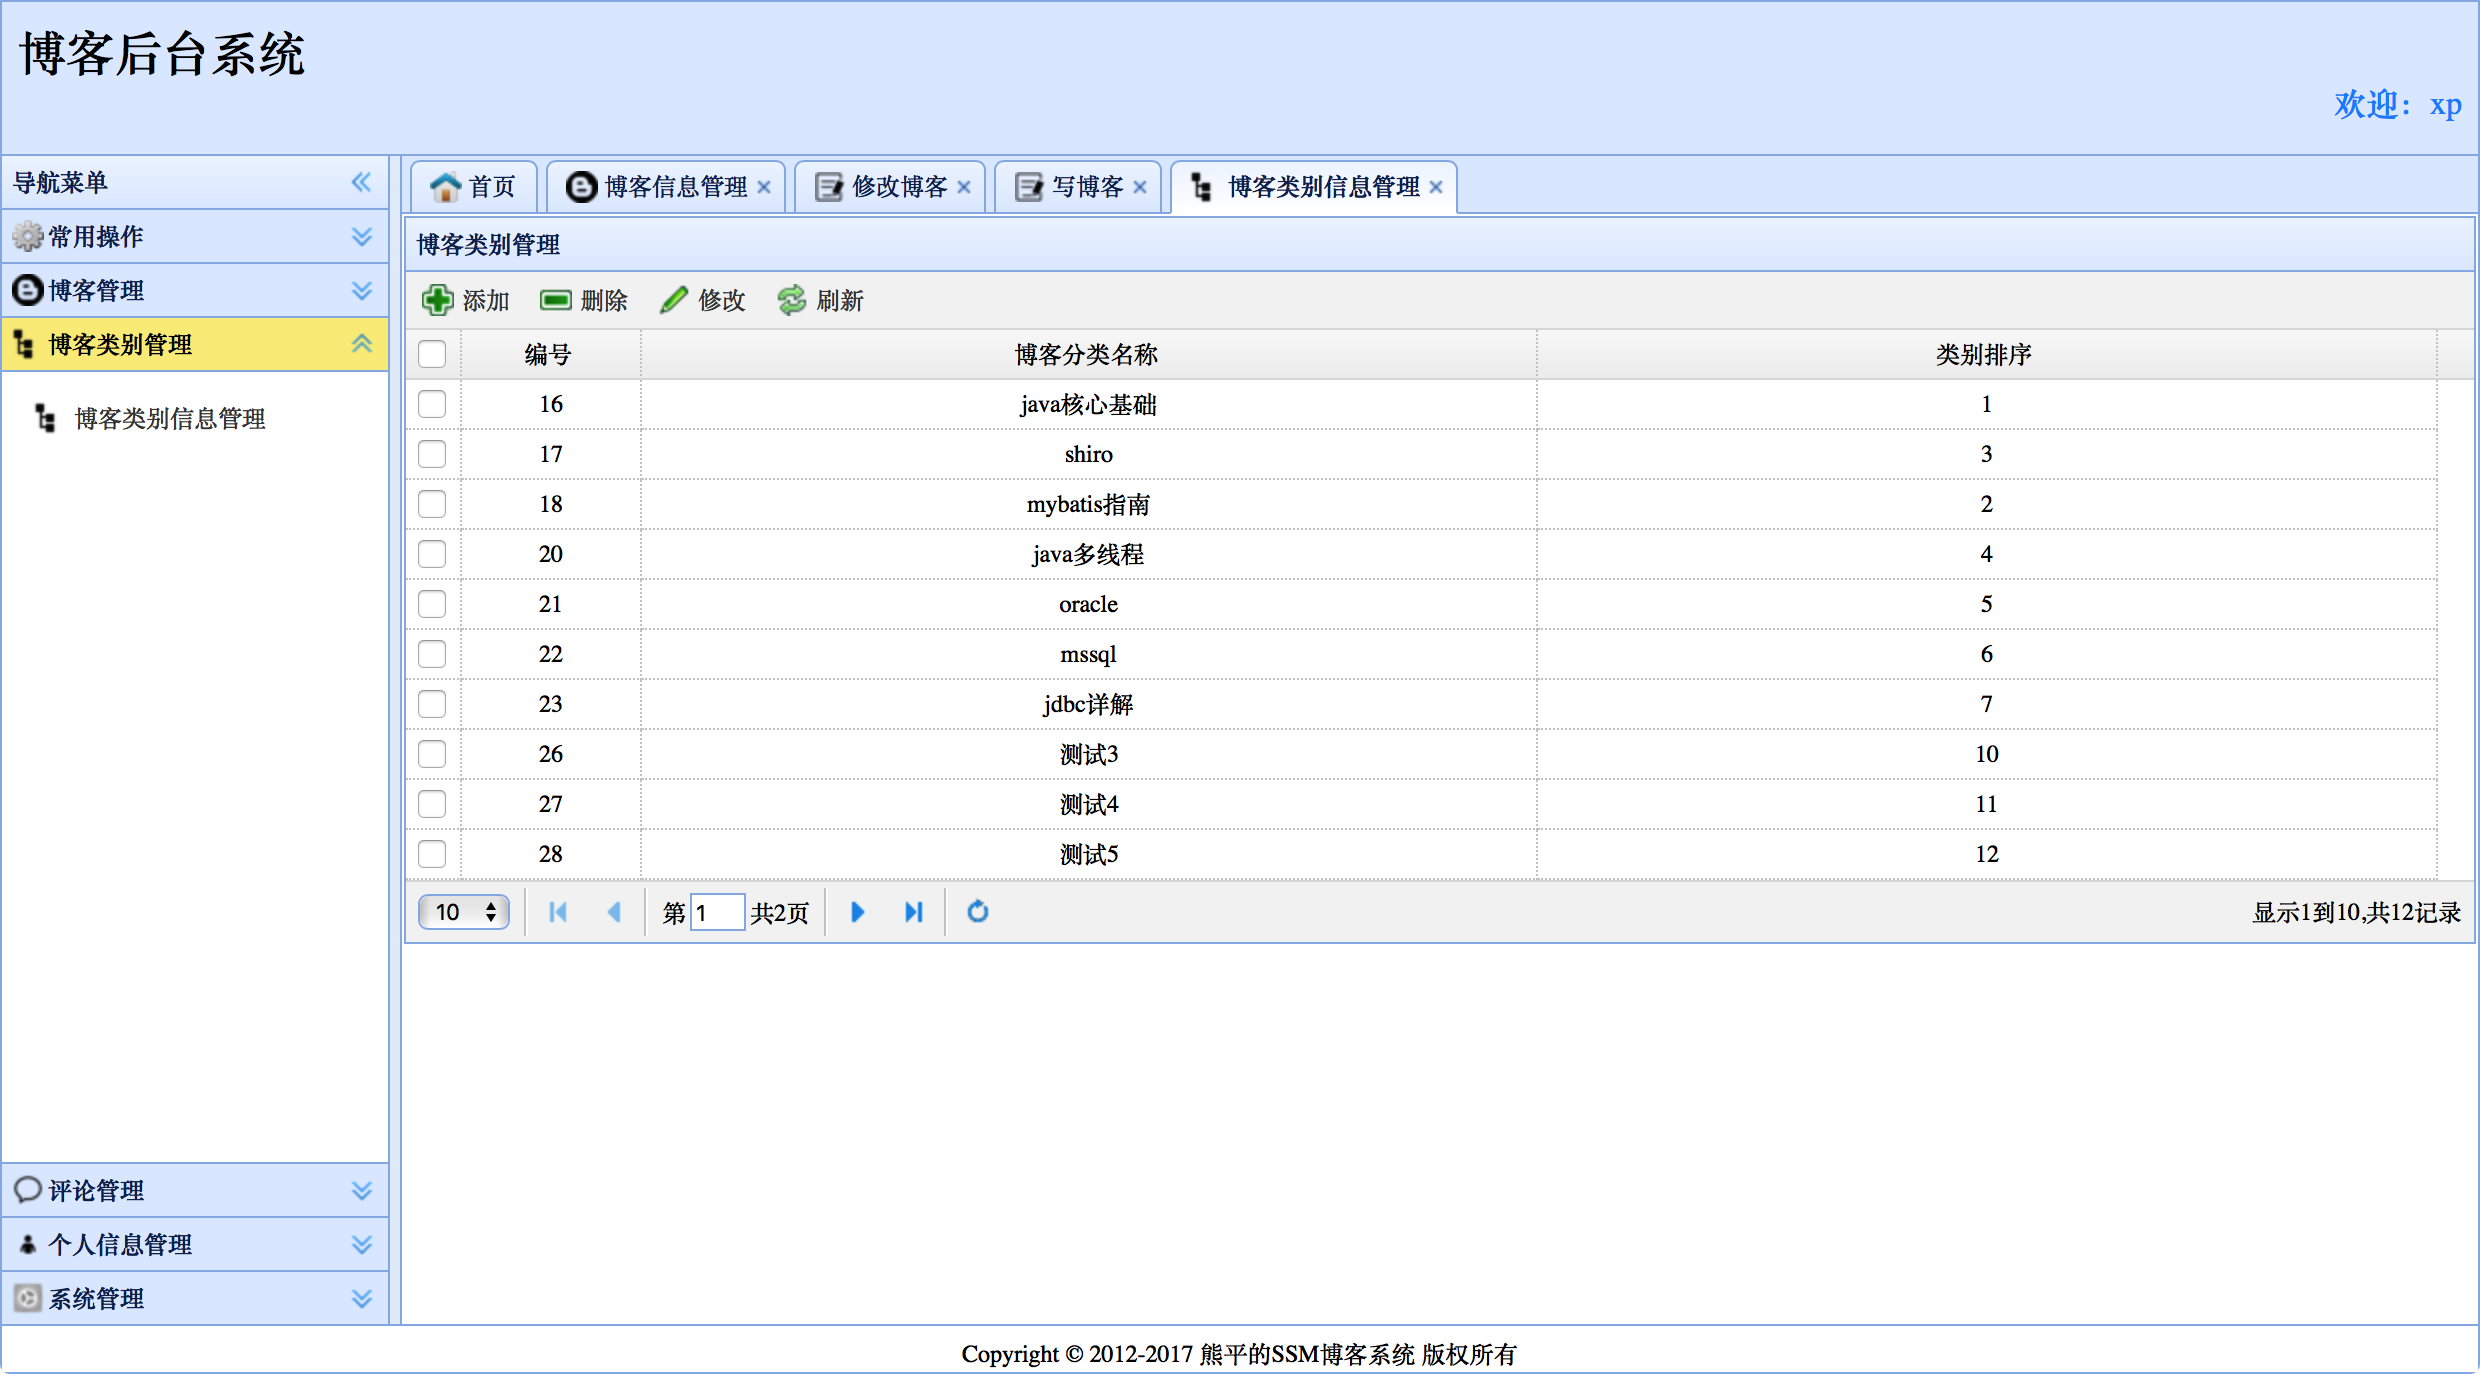 博客后台系统
欢迎：xp
导航菜单
常用操作
博客管理
博客类别管理
博客类别信息管理
评论管理
个人信息管理
系统管理
首页 博客信息管理 修改博客 写博客 博客类别信息管理
博客类别管理
添加 删除 修改 刷新
编号 博客分类名称 类别排序
16 java核心基础 1
17 shiro 3
18 mybatis指南 2
20 java多线程 4
21 oracle 5
22 mssql 6
23 jdbc详解 7
26 测试3 10
27 测试4 11
28 测试5 12
10 第 1 共2页 显示1到10,共12记录
Copyright © 2012-2017 熊平的SSM博客系统 版权所有